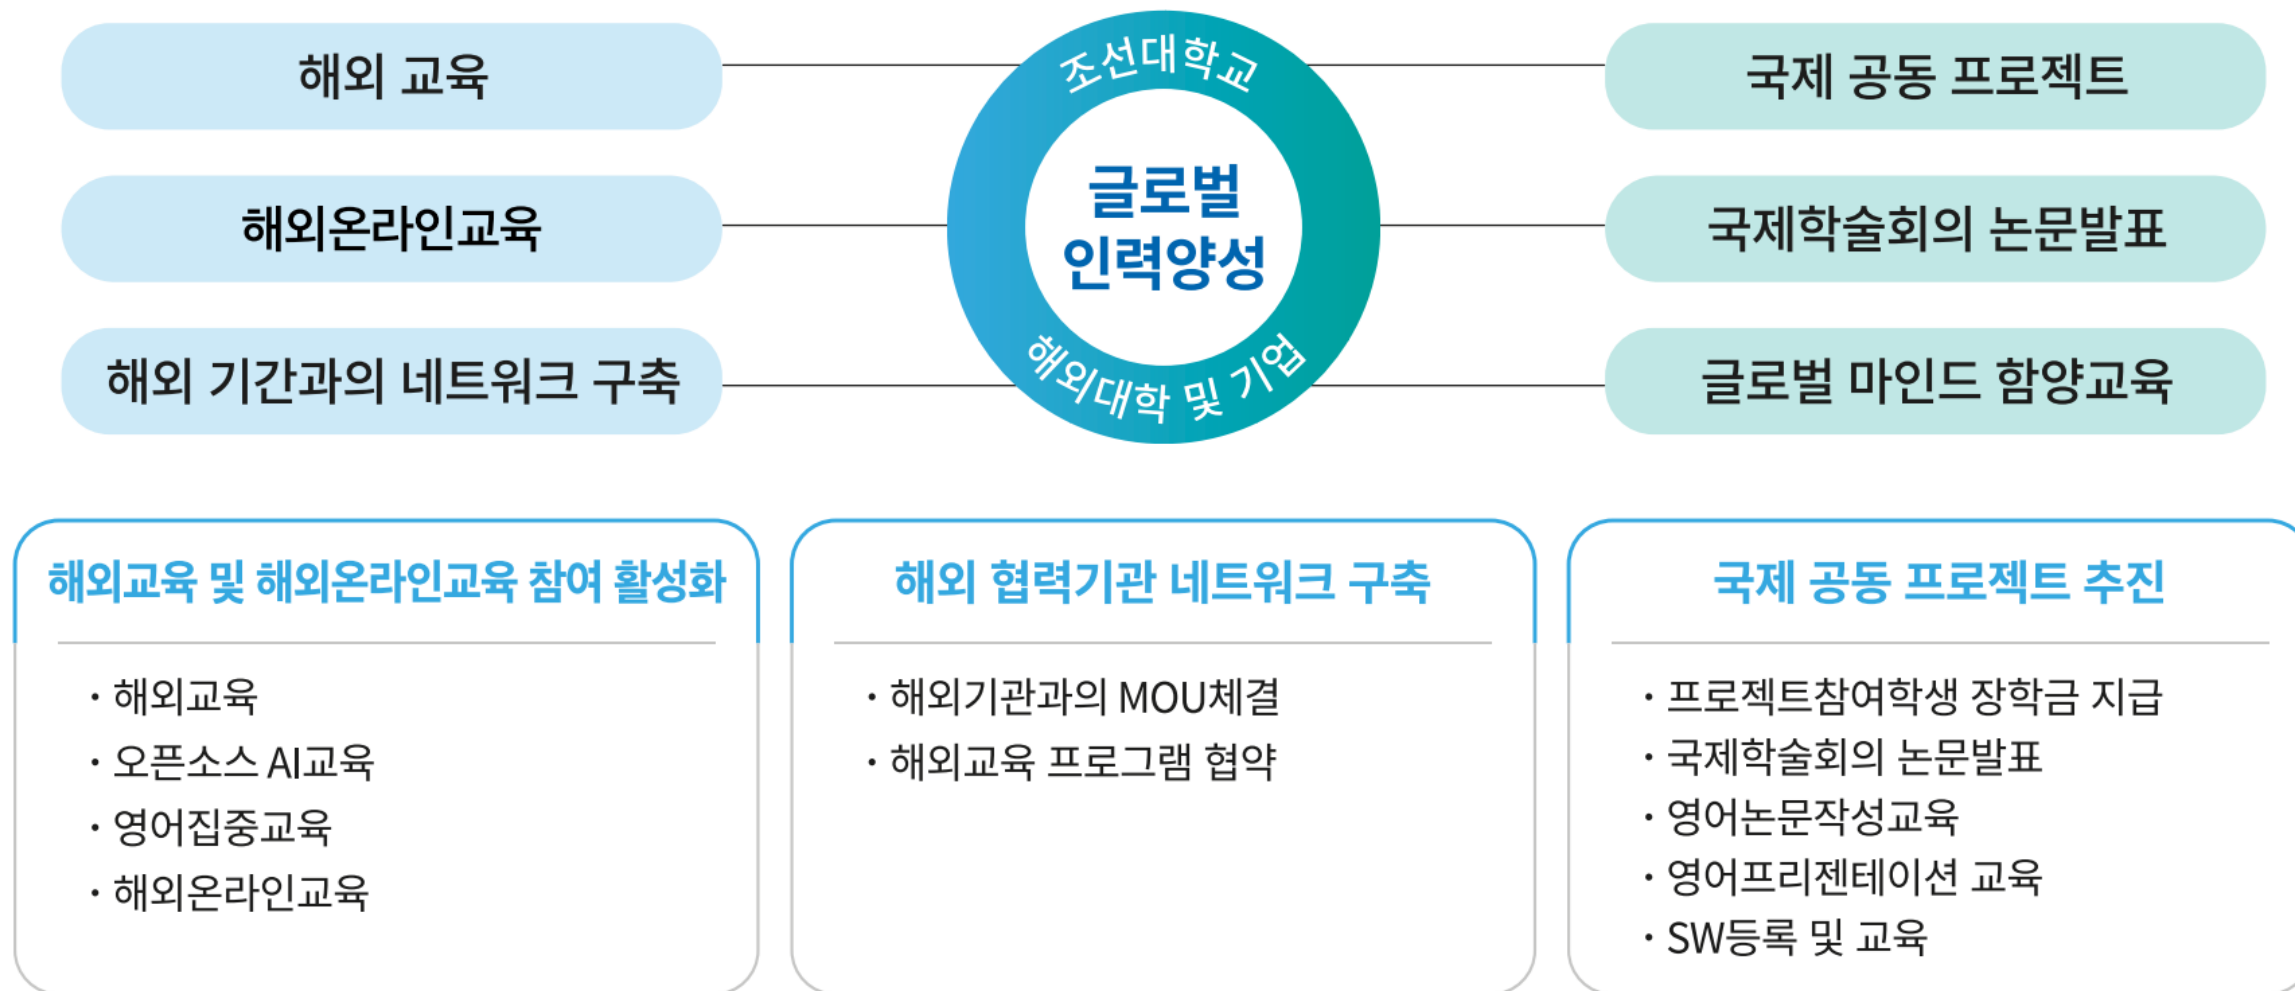 해외 교육
해외온라인교육
해외 기간과의 네트워크 구축
조선대학교
글로벌
인력양성
해외대학 및 기업
국제 공동 프로젝트
국제학술회의 논문발표
글로벌 마인드 함양교육
해외교육 및 해외온라인교육 참여 활성화
· 해외교육
· 오픈소스 AI교육
· 영어집중교육
· 해외온라인교육
해외 협력기관 네트워크 구축
· 해외기관과의 MOU체결
· 해외교육 프로그램 협약
국제 공동 프로젝트 추진
· 프로젝트참여학생 장학금 지급
· 국제학술회의 논문발표
· 영어논문작성교육
· 영어프리젠테이션 교육
· SW등록 및 교육